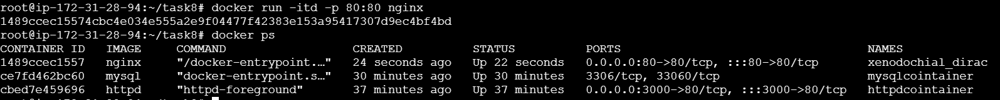 root@ip-172-31-28-94:~/task8# docker run -itd -p 80:80 nginx
1489ccec15574cbc4e034e555a2e9f04477f42383e153a95417307d9ec4bf4bd
root@ip-172-31-28-94:~/task8# docker ps
CONTAINER ID   IMAGE     COMMAND                  CREATED          STATUS          PORTS                                   NAMES
1489ccec1557   nginx     "/docker-entrypoint.…"   24 seconds ago   Up 22 seconds   0.0.0.0:80->80/tcp, :::80->80/tcp       xenodochial_dirac
ce7fd462bc60   mysql     "docker-entrypoint.s…"   30 minutes ago   Up 30 minutes   3306/tcp, 33060/tcp                     mysqlcointainer
cbed7e459696   httpd     "httpd-foreground"       37 minutes ago   Up 37 minutes   0.0.0.0:3000->80/tcp, :::3000->80/tcp   httpdcointainer